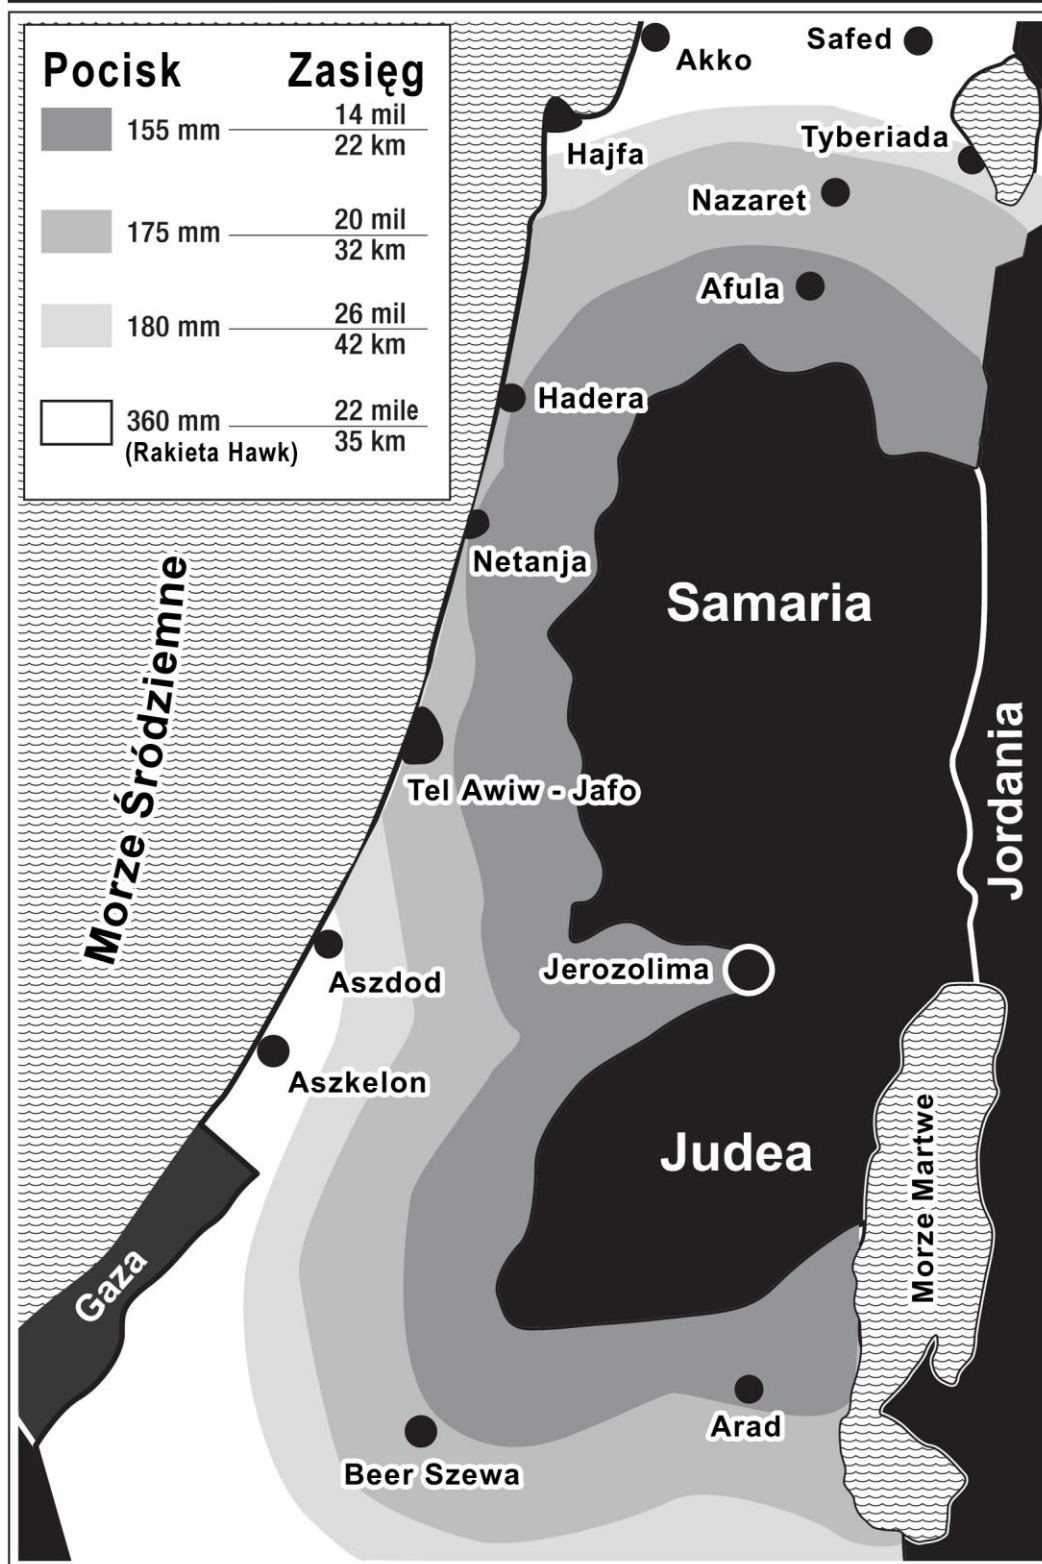 Pocisk Zasięg
155 mm 14 mil
22 km
175 mm 20 mil
32 km
180 mm 26 mil
42 km
360 mm 22 mile
(Rakieta Hawk) 35 km
Akko
Safed
Hajfa
Tyberiada
Nazaret
Afula
Hadera
Netanja
Samaria
Morze Śródziemne
Jordania
Tel Awiw - Jafo
Jerozolima
Aszdod
Aszkelon
Judea
Morze Martwe
Gaza
Arad
Beer Szewa